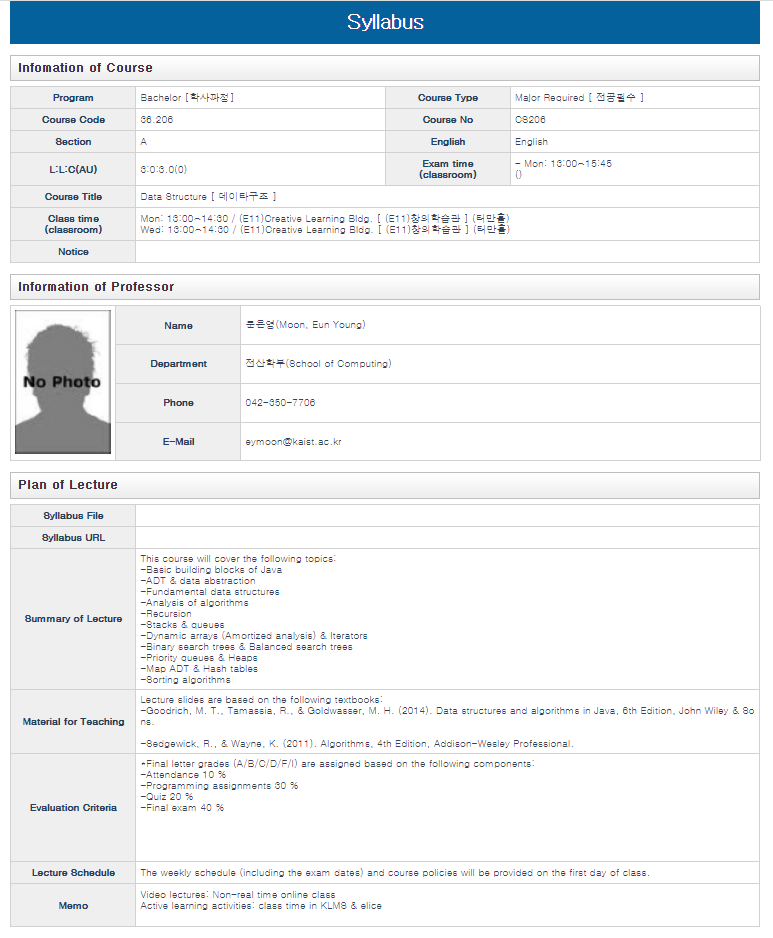 Syllabus
Infomation of Course
Program Bachelor [학사과정] Course Type Major Required [ 전공필수 ]
Course Code 36.206 Course No CS206
Section A English English
L:L:C(AU) 3:0:3.0(0) Exam time (classroom) - Mon: 13:00~15:45
()
Course Title Data Structure [ 데이타구조 ]
Class time (classroom) Mon: 13:00~14:30 / (E11)Creative Learning Bldg. [ (E11)창의학습관 ] (터만홀)
Wed: 13:00~14:30 / (E11)Creative Learning Bldg. [ (E11)창의학습관 ] (터만홀)
Notice
Information of Professor
No Photo
Name 문은영(Moon, Eun Young)
Department 전산학부(School of Computing)
Phone 042-350-7706
E-Mail eymoon@kaist.ac.kr
Plan of Lecture
Syllabus File
Syllabus URL
Summary of Lecture
This course will cover the following topics:
-Basic building blocks of Java
-ADT & data abstraction
-Fundamental data structures
-Analysis of algorithms
-Recursion
-Stacks & queues
-Dynamic arrays (Amortized analysis) & Iterators
-Binary search trees & Balanced search trees
-Priority queues & Heaps
-Map ADT & Hash tables
-Sorting algorithms
Material for Teaching
Lecture slides are based on the following textbooks:
-Goodrich, M. T., Tamassia, R., & Goldwasser, M. H. (2014). Data structures and algorithms in Java, 6th Edition, John Wiley & So
ns.
-Sedgewick, R., & Wayne, K. (2011). Algorithms, 4th Edition, Addison-Wesley Professional.
Evaluation Criteria
*Final letter grades (A/B/C/D/F/I) are assigned based on the following components:
-Attendance 10 %
-Programming assignments 30 %
-Quiz 20 %
-Final exam 40 %
Lecture Schedule The weekly schedule (including the exam dates) and course policies will be provided on the first day of class.
Memo
Video lectures: Non-real time online class
Active learning activities: class time in KLMS & elice